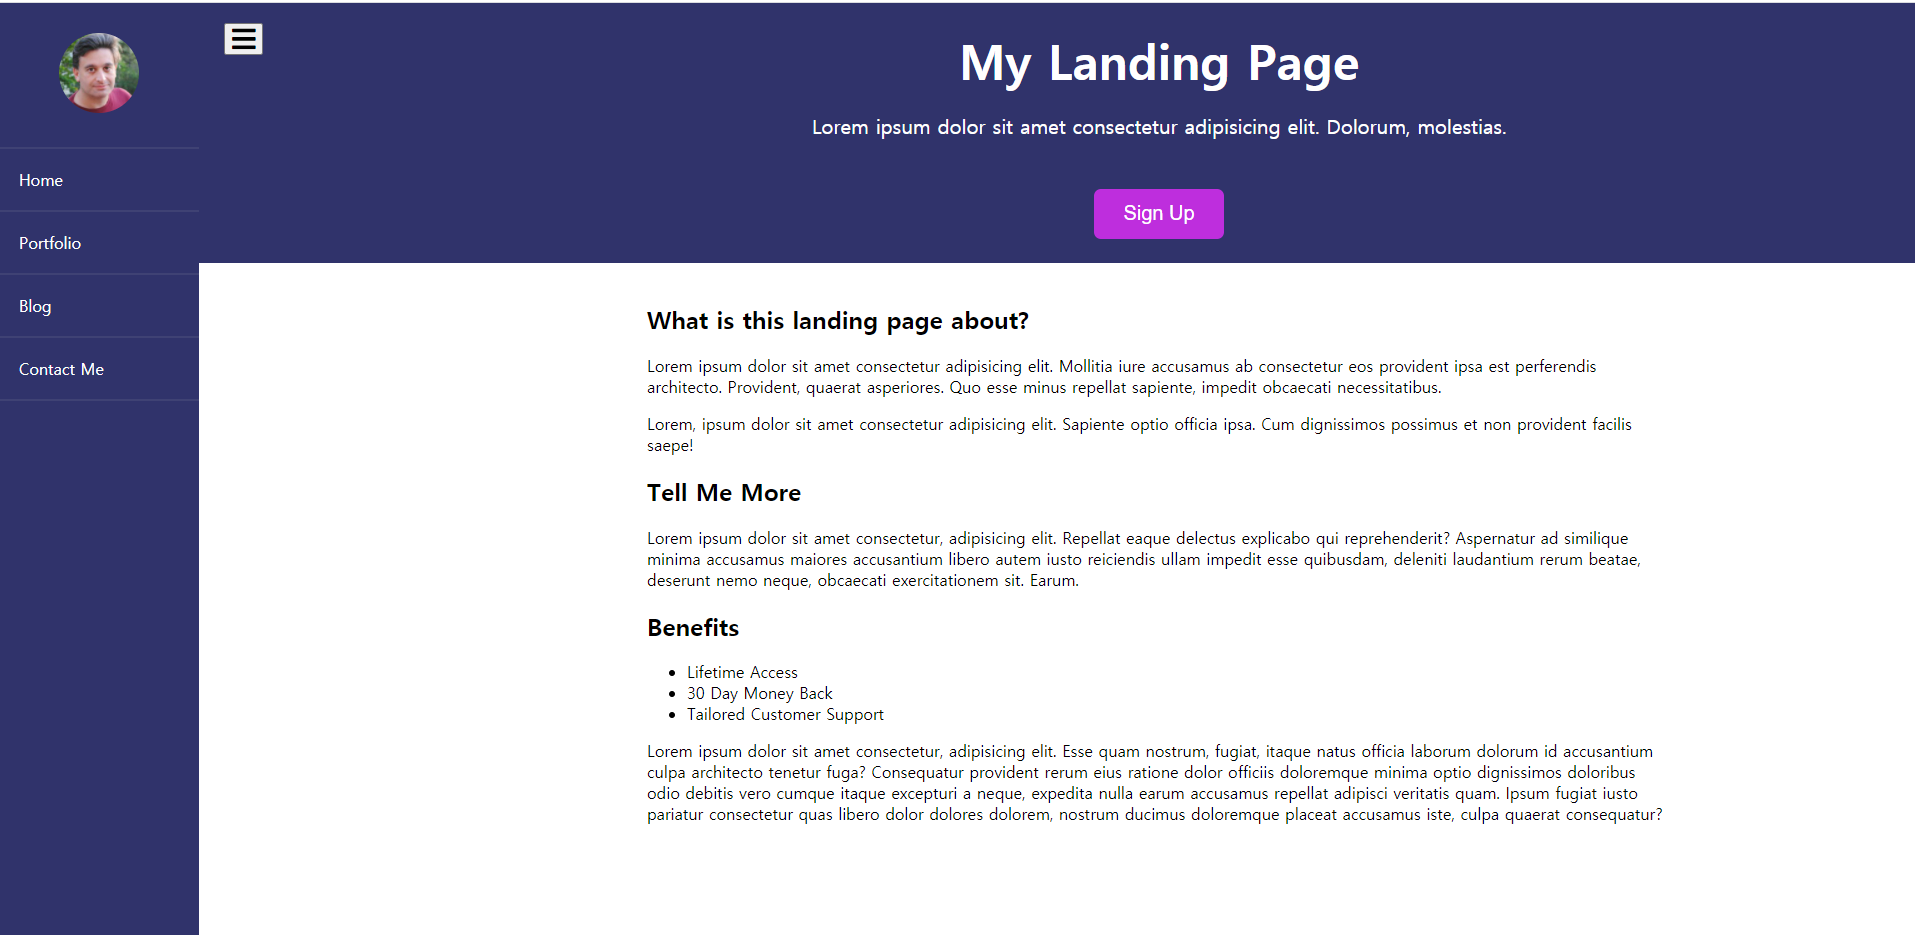 Home
Portfolio
Blog
Contact Me
My Landing Page
Lorem ipsum dolor sit amet consectetur adipisicing elit. Dolorum, molestias.
Sign Up
What is this landing page about?
Lorem ipsum dolor sit amet consectetur adipisicing elit. Mollitia iure accusamus ab consectetur eos provident ipsa est perferendis
architecto. Provident, quaerat asperiores. Quo esse minus repellat sapiente, impedit obcaecati necessitatibus.
Lorem, ipsum dolor sit amet consectetur adipisicing elit. Sapiente optio officia ipsa. Cum dignissimos possimus et non provident facilis
saepe!
Tell Me More
Lorem ipsum dolor sit amet consectetur, adipisicing elit. Repellat eaque delectus explicabo qui reprehenderit? Aspernatur ad similique
minima accusamus maiores accusantium libero autem iusto reiciendis ullam impedit esse quibusdam, deleniti laudantium rerum beatae,
deserunt nemo neque, obcaecati exercitationem sit. Earum.
Benefits
• Lifetime Access
• 30 Day Money Back
• Tailored Customer Support
Lorem ipsum dolor sit amet consectetur, adipisicing elit. Esse quam nostrum, fugiat, itaque natus officia laborum dolorum id accusantium
culpa architecto tenetur fuga? Consequatur provident rerum eius ratione dolor officiis doloremque minima optio dignissimos doloribus
odio debitis vero cumque itaque excepturi a neque, expedita nulla earum accusamus repellat adipisci veritatis quam. Ipsum fugiat iusto
pariatur consectetur quas libero dolor dolores dolorem, nostrum ducimus doloremque placeat accusamus iste, culpa quaerat consequatur?